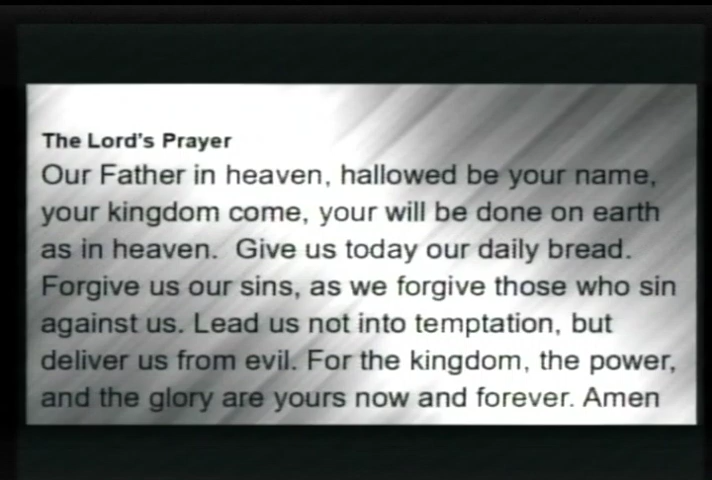 The Lord's Prayer
Our Father in heaven, hallowed be your name,
your kingdom come, your will be done on earth
as in heaven.  Give us today our daily bread.
Forgive us our sins, as we forgive those who sin
against us. Lead us not into temptation, but
deliver us from evil. For the kingdom, the power,
and the glory are yours now and forever. Amen